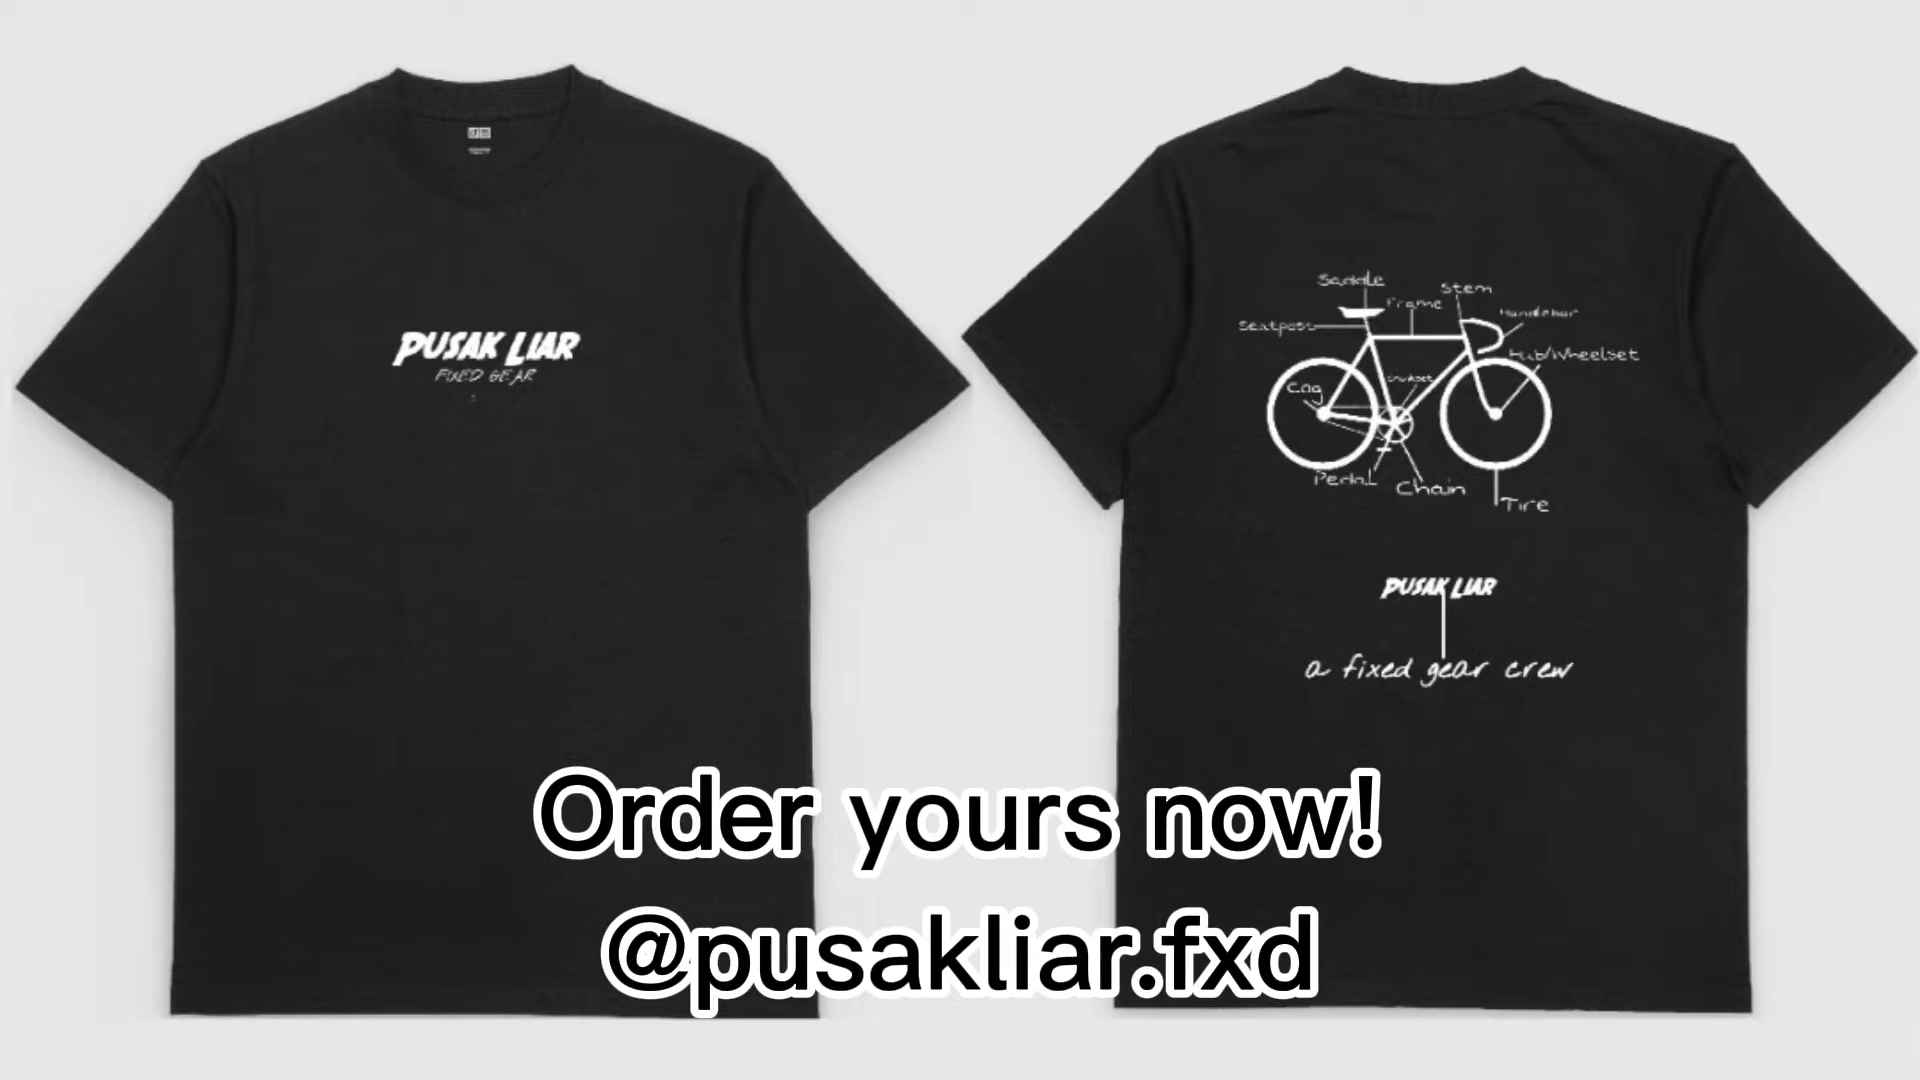 PUSAK LIAR
FIXED GEAR
Saddle
Stem
Frame
Handlebar
Seatpost
Hub/Wheelset
Cog
Pedal
Chain
Tire
PUSAK LIAR
a fixed gear crew
Order yours now!
@pusakliar.fxd